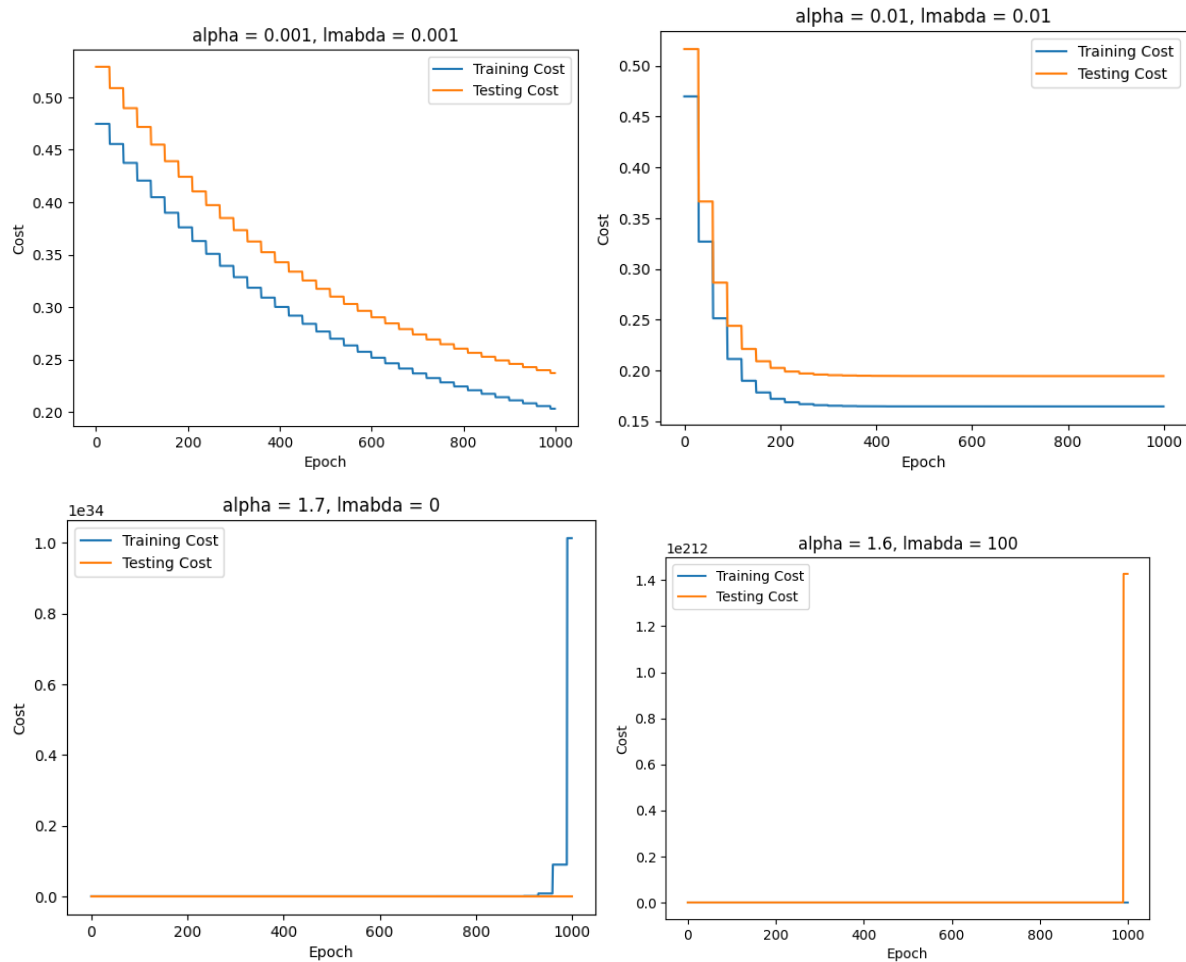 alpha = 0.001, lmabda = 0.001
Training Cost
Testing Cost
0.50
0.45
0.40
0.35
0.30
0.25
0.20
Cost
0
200
400
600
800
1000
Epoch
alpha = 0.01, lmabda = 0.01
Training Cost
Testing Cost
0.50
0.45
0.40
0.35
0.30
0.25
0.20
0.15
Cost
0
200
400
600
800
1000
Epoch
alpha = 1.7, lmabda = 0
1e34
Training Cost
Testing Cost
1.0
0.8
0.6
0.4
0.2
0.0
Cost
0
200
400
600
800
1000
Epoch
alpha = 1.6, lmabda = 100
1e212
Training Cost
Testing Cost
1.4
1.2
1.0
0.8
0.6
0.4
0.2
0.0
Cost
0
200
400
600
800
1000
Epoch